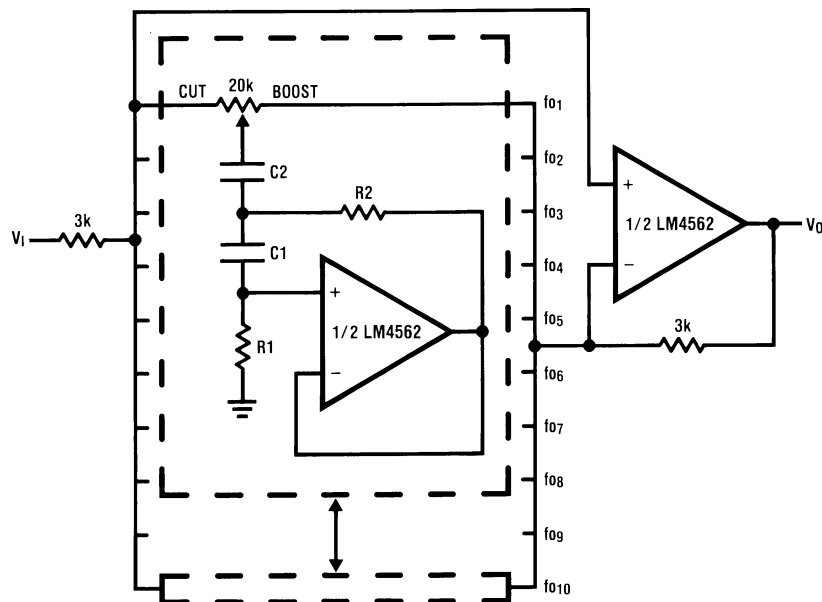 CUT 20k BOOST
fo1
C2
fo2
R2
fo3
3k
VI
C1
+
1/2 LM4562
–
VO
fo4
+
1/2 LM4562
–
R1
fo5
3k
fo6
fo7
fo8
fo9
fo10